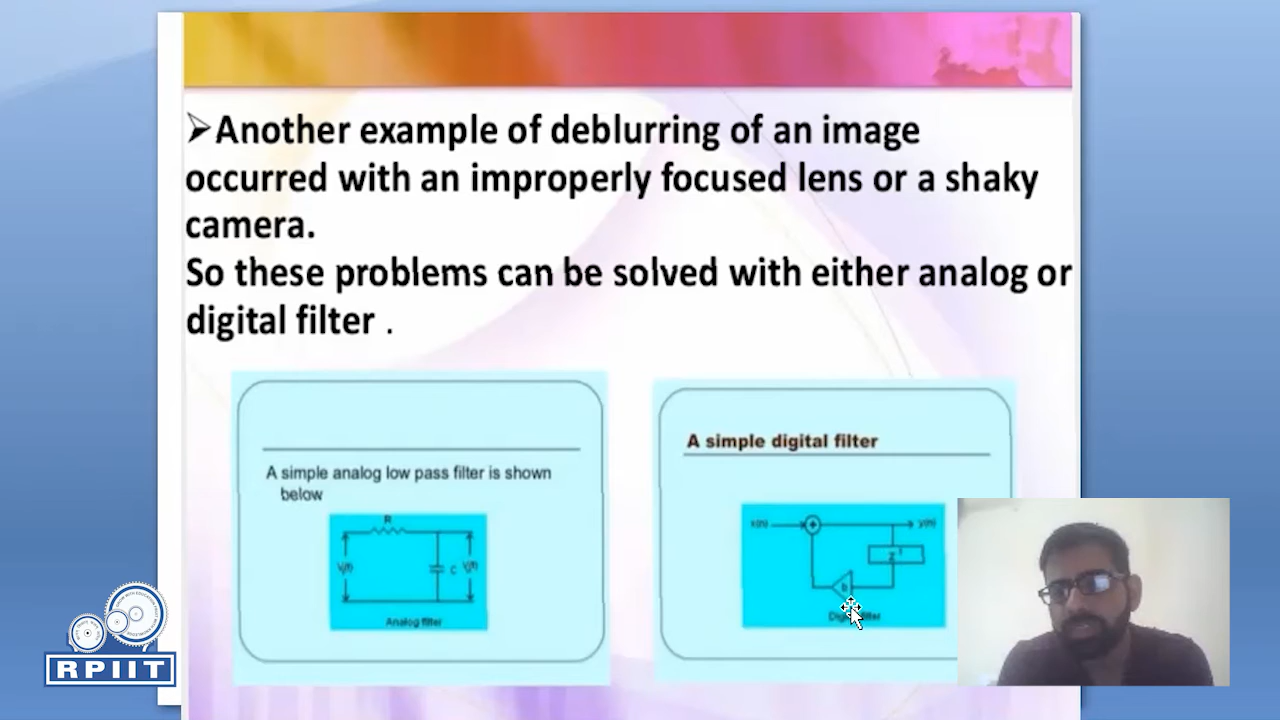 ➢Another example of deblurring of an image
occurred with an improperly focused lens or a shaky
camera.
So these problems can be solved with either analog or
digital filter .
A simple analog low pass filter is shown
below
R
C
Analog filter
A simple digital filter
x(n)
y(n)
RPIIT